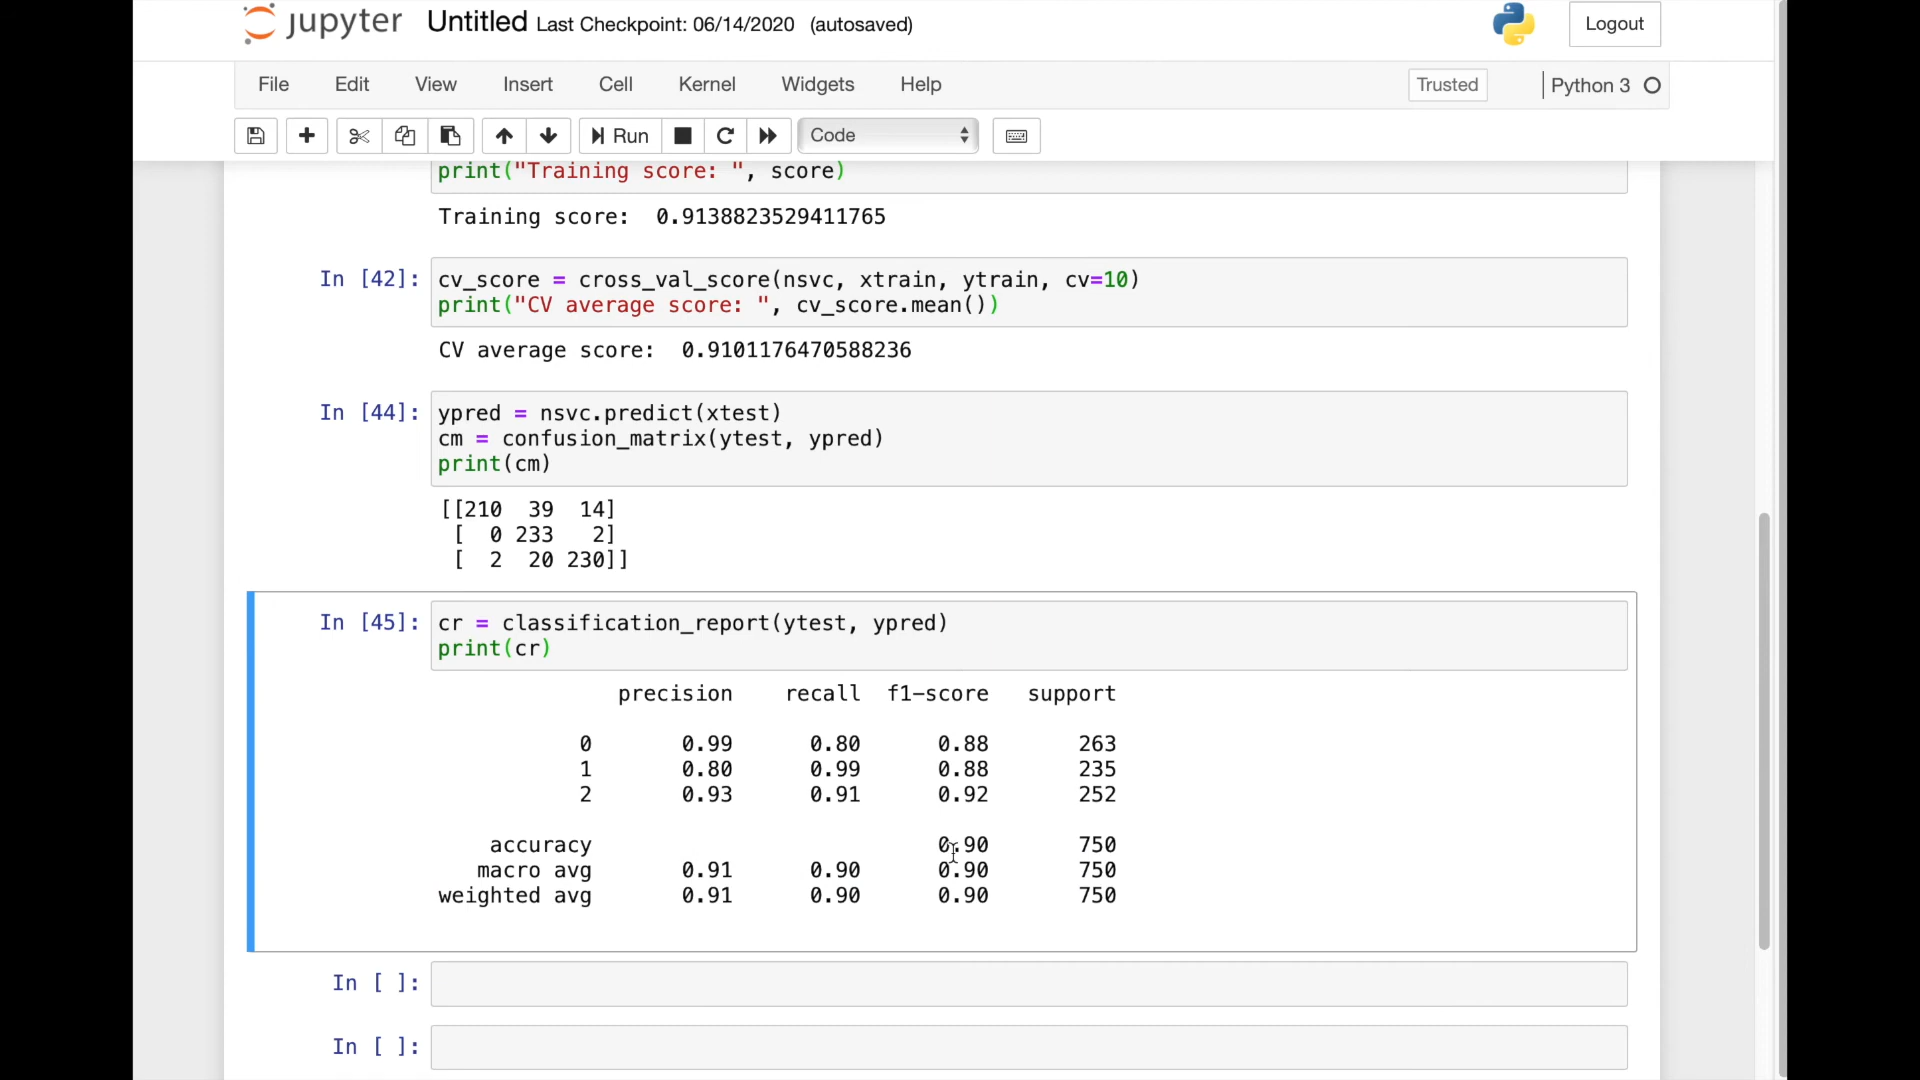 jupyter Untitled Last Checkpoint: 06/14/2020 (autosaved) Logout
File Edit View Insert Cell Kernel Widgets Help Trusted Python 3
Run Code
print("Training score: ", score)
Training score:  0.9138823529411765
In [42]: cv_score = cross_val_score(nsvc, xtrain, ytrain, cv=10)
print("CV average score: ", cv_score.mean())
CV average score:  0.9101176470588236
In [44]: ypred = nsvc.predict(xtest)
cm = confusion_matrix(ytest, ypred)
print(cm)
[[210  39  14]
[  0 233   2]
[  2  20 230]]
In [45]: cr = classification_report(ytest, ypred)
print(cr)
precision recall f1-score support
0 0.99 0.80 0.88 263
1 0.80 0.99 0.88 235
2 0.93 0.91 0.92 252
accuracy 0.90 750
macro avg 0.91 0.90 0.90 750
weighted avg 0.91 0.90 0.90 750
In [ ]:
In [ ]: